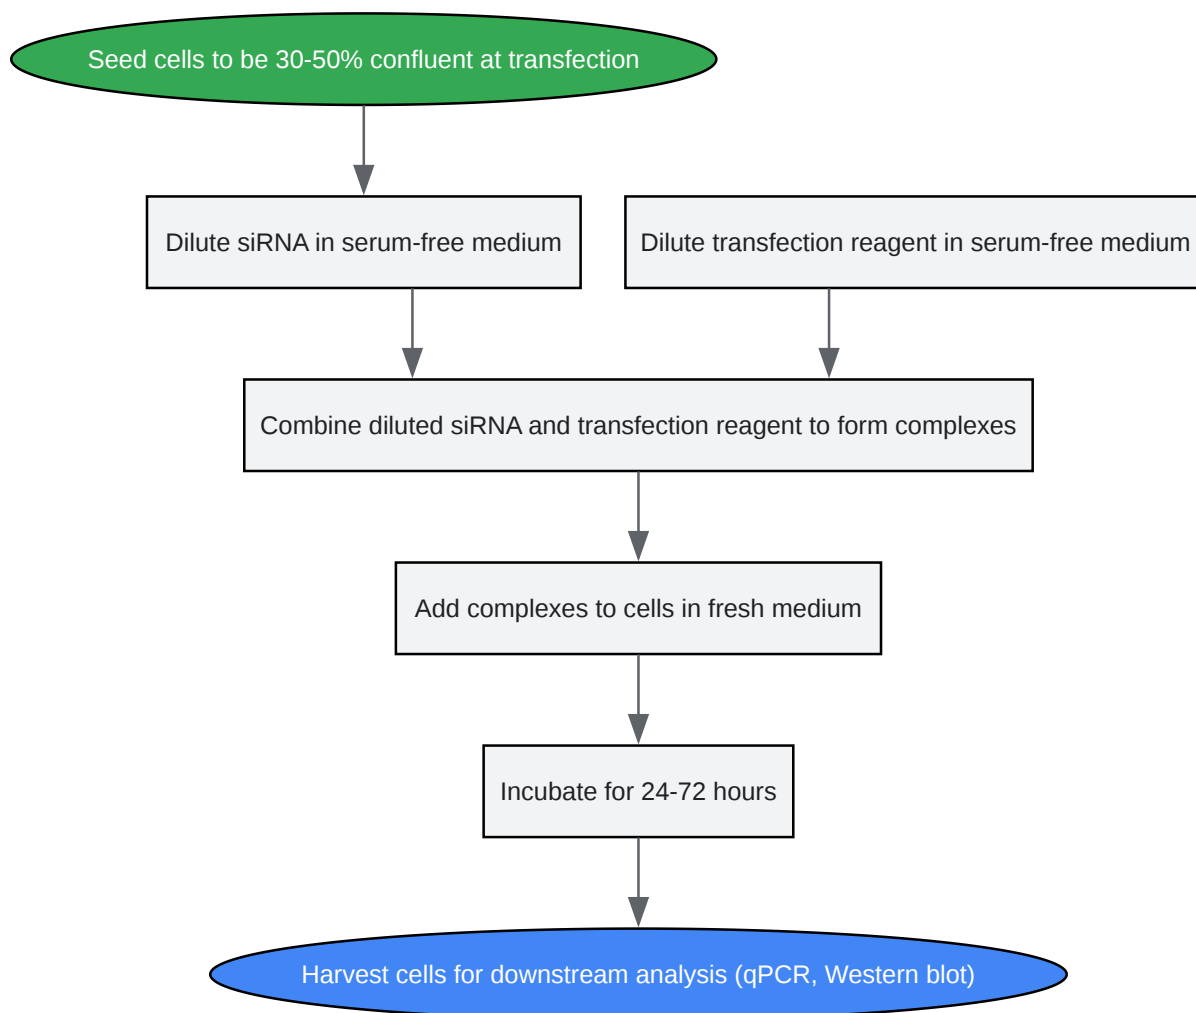 Seed cells to be 30-50% confluent at transfection
Dilute siRNA in serum-free medium
Dilute transfection reagent in serum-free medium
Combine diluted siRNA and transfection reagent to form complexes
Add complexes to cells in fresh medium
Incubate for 24-72 hours
Harvest cells for downstream analysis (qPCR, Western blot)